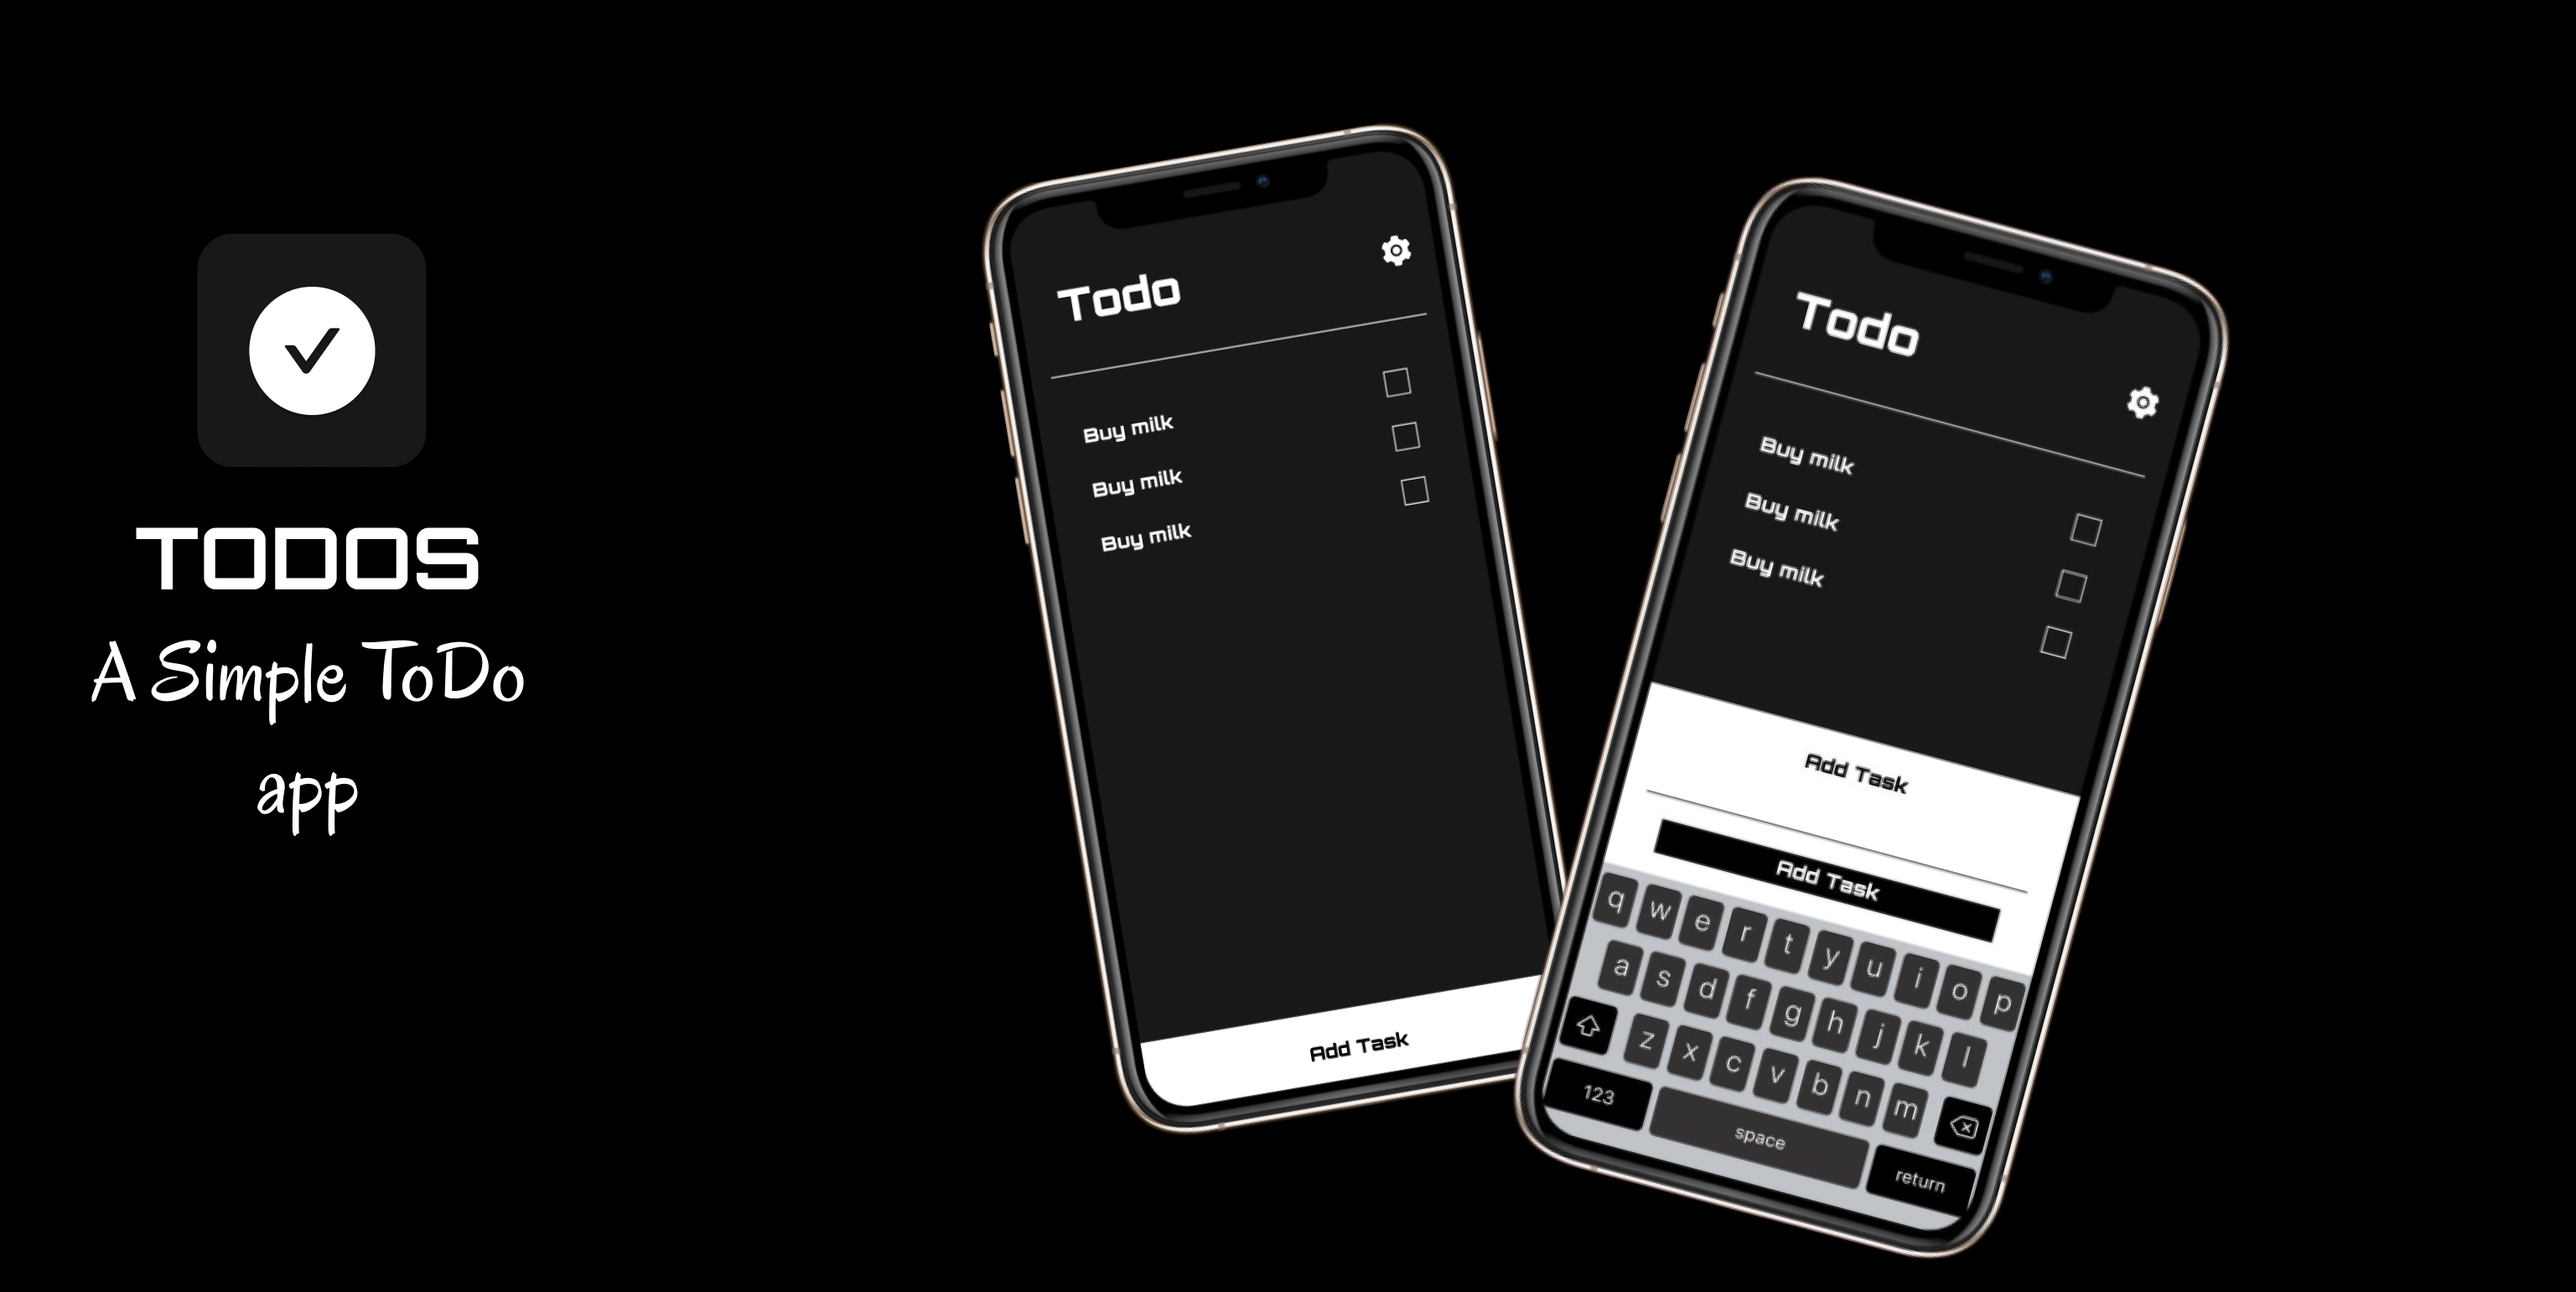 TODOS
A Simple ToDo
app
Todo
Buy milk
Buy milk
Buy milk
Add Task
Todo
Buy milk
Buy milk
Buy milk
Add Task
Add Task
q w e r t y u i o p
a s d f g h j k l
z x c v b n m
123 space return